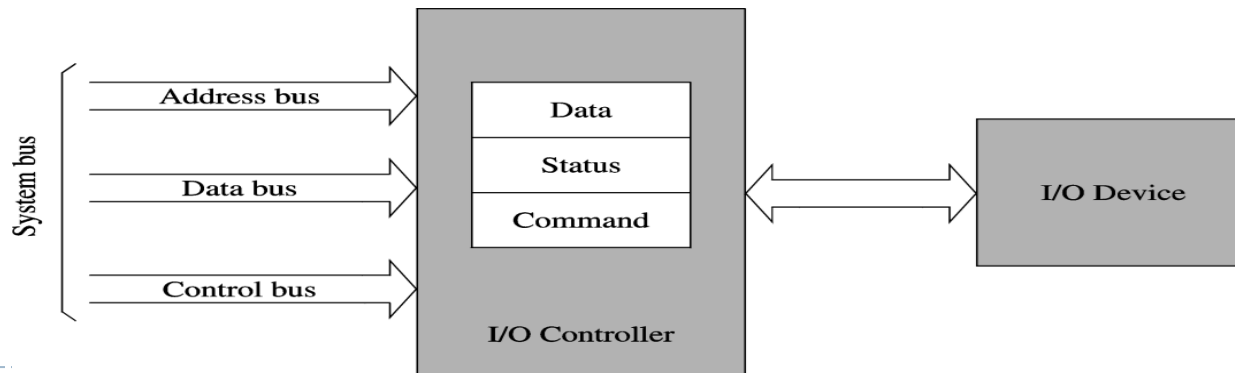 System bus
Address bus
Data bus
Control bus
Data
Status
Command
I/O Controller
I/O Device